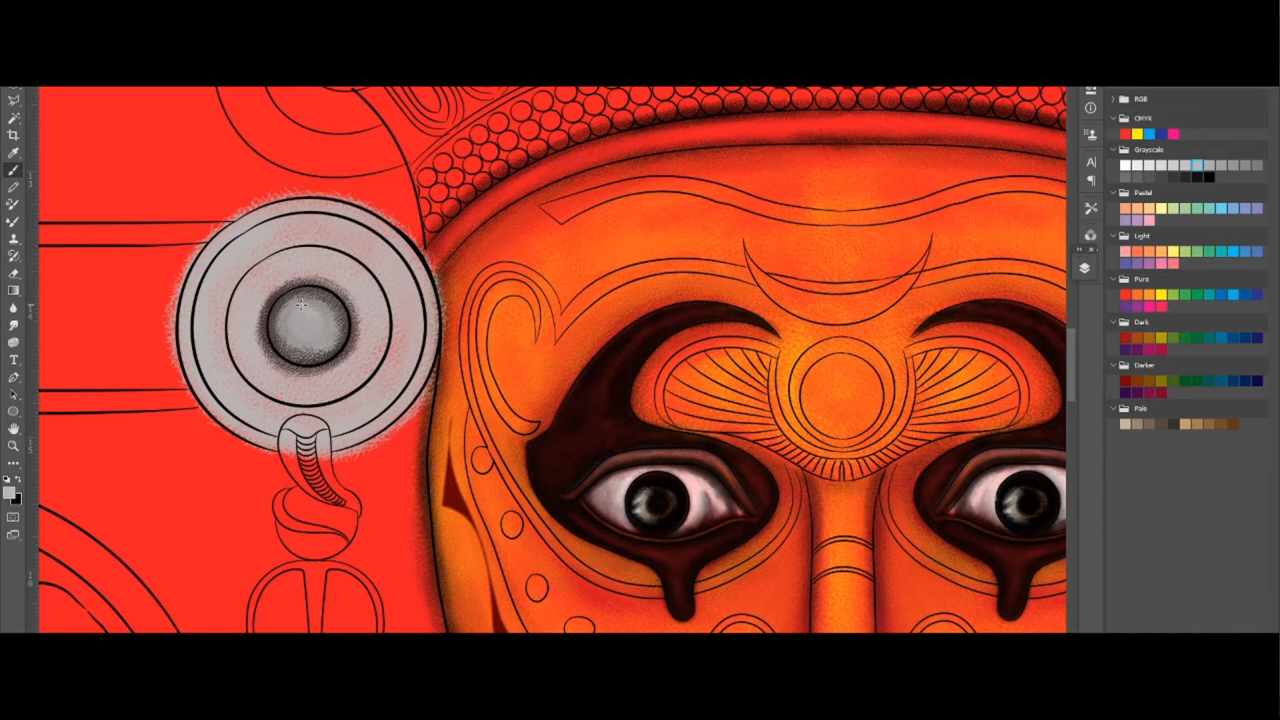 RGB
CMYK
Grayscale
Pastel
Light
Pure
Dark
Darker
Pale